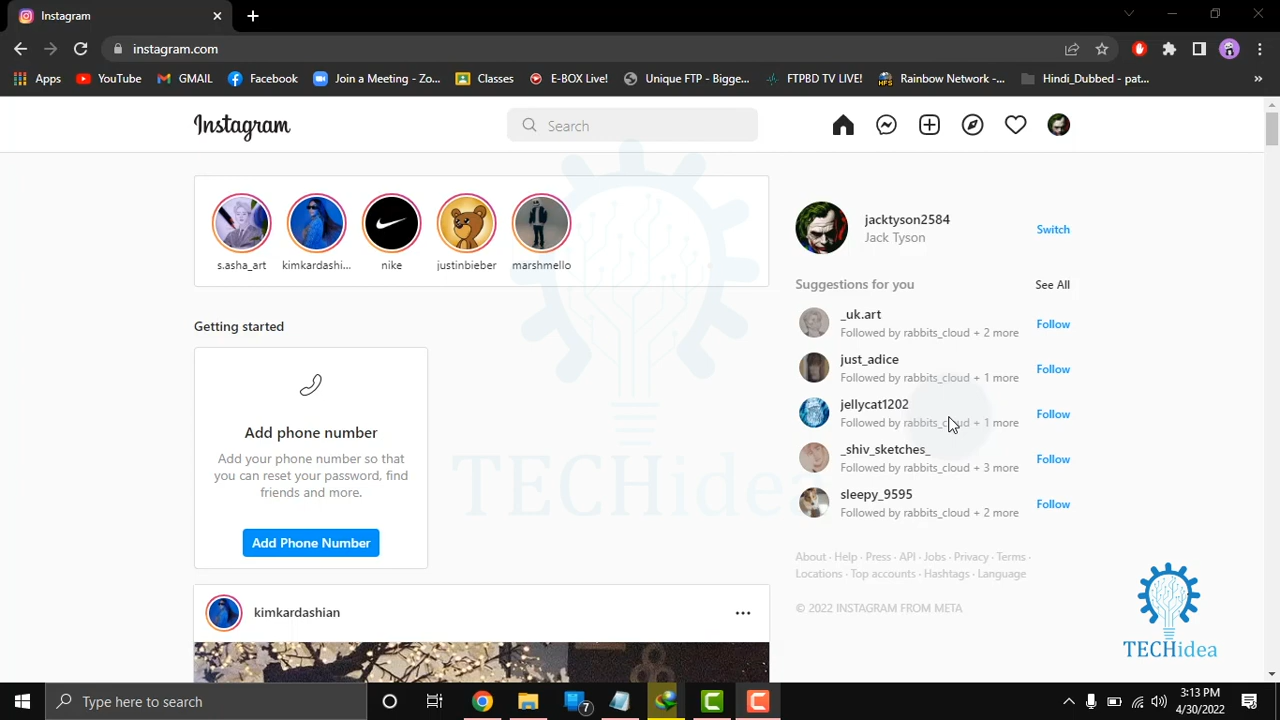 Instagram
instagram.com
Apps YouTube GMAIL Facebook Join a Meeting - Zo... Classes E-BOX Live! Unique FTP - Bigge... FTPBD TV LIVE! Rainbow Network -... Hindi_Dubbed - pat... »
Instagram
Search
s.asha_art kimkardashi... nike justinbieber marshmello
jacktyson2584
Jack Tyson
Switch
Suggestions for you See All
_uk.art
Followed by rabbits_cloud + 2 more
Follow
just_adice
Followed by rabbits_cloud + 1 more
Follow
jellycat1202
Followed by rabbits_cloud + 1 more
Follow
_shiv_sketches_
Followed by rabbits_cloud + 3 more
Follow
sleepy_9595
Followed by rabbits_cloud + 2 more
Follow
About · Help · Press · API · Jobs · Privacy · Terms ·
Locations · Top accounts · Hashtags · Language
© 2022 INSTAGRAM FROM META
Getting started
Add phone number
Add your phone number so that
you can reset your password, find
friends and more.
Add Phone Number
kimkardashian
TECHidea
TECHidea
Type here to search
7
3:13 PM
4/30/2022